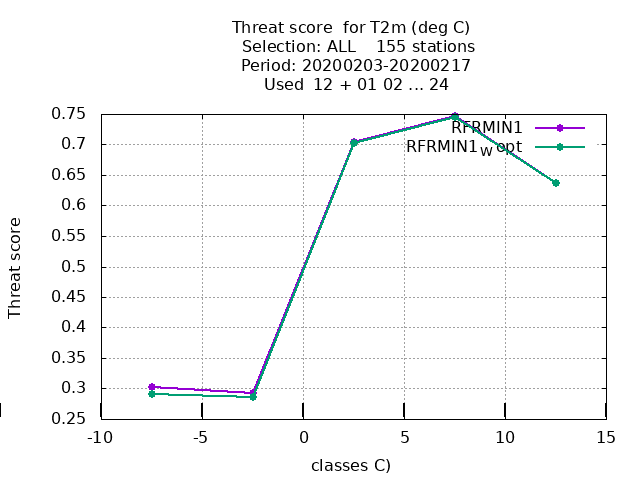 Threat score  for T2m (deg C)
Selection: ALL    155 stations
Period: 20200203-20200217
Used  12 + 01 02 ... 24
RFRMIN1
RFRMIN1w opt
0.75
0.7
0.65
0.6
0.55
0.5
0.45
0.4
0.35
0.3
0.25
Threat score
-10 -5 0 5 10 15
classes C)